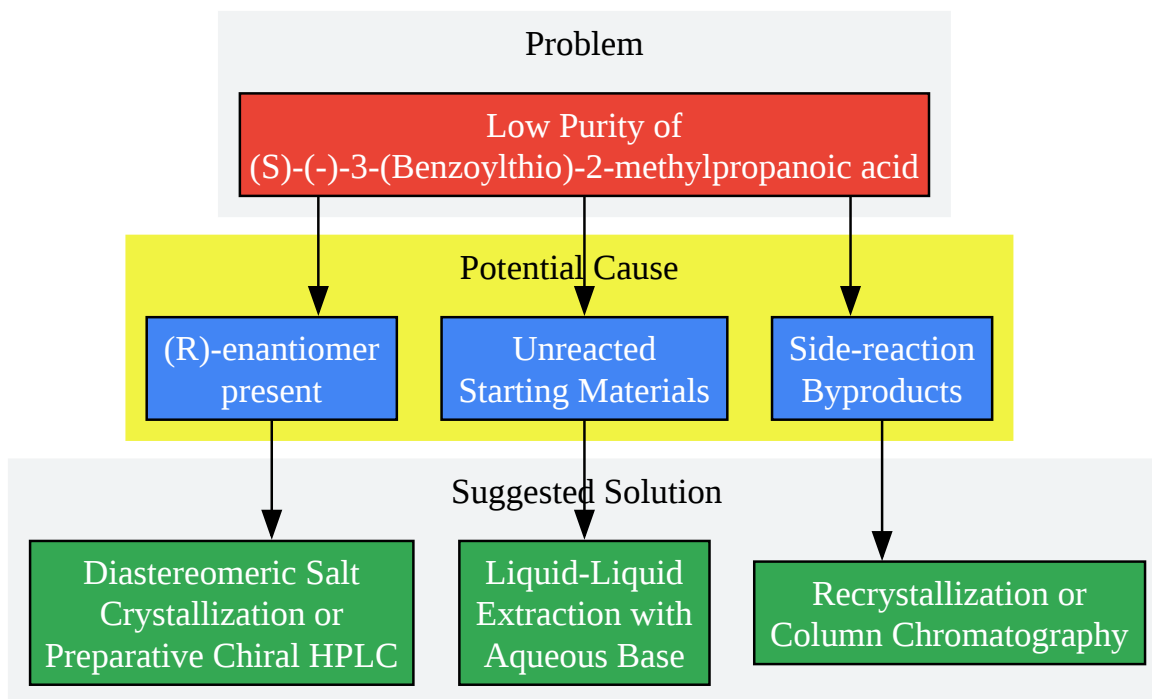 Problem
Low Purity of
(S)-(-)-3-(Benzoylthio)-2-methylpropanoic acid
Potential Cause
(R)-enantiomer
present
Unreacted
Starting Materials
Side-reaction
Byproducts
Suggested Solution
Diastereomeric Salt
Crystallization or
Preparative Chiral HPLC
Liquid-Liquid
Extraction with
Aqueous Base
Recrystallization or
Column Chromatography